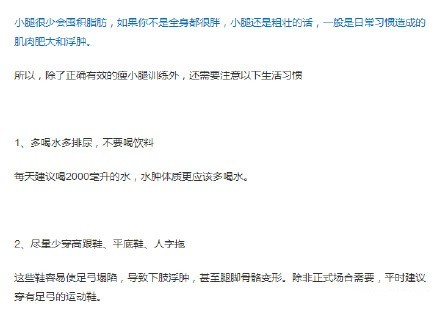 小腿很少会囤积脂肪，如果你不是全身都很胖，小腿还是粗壮的话，一般是日常习惯造成的
肌肉肥大和浮肿。
所以，除了正确有效的瘦小腿训练外，还需要注意以下生活习惯
1、多喝水多排尿，不要喝饮料
每天建议喝2000毫升的水，水肿体质更应该多喝水。
2、尽量少穿高跟鞋、平底鞋、人字拖
这些鞋容易使足弓塌陷，导致下肢浮肿，甚至腿脚骨骼变形。除非正式场合需要，平时建议
穿有足弓的运动鞋。